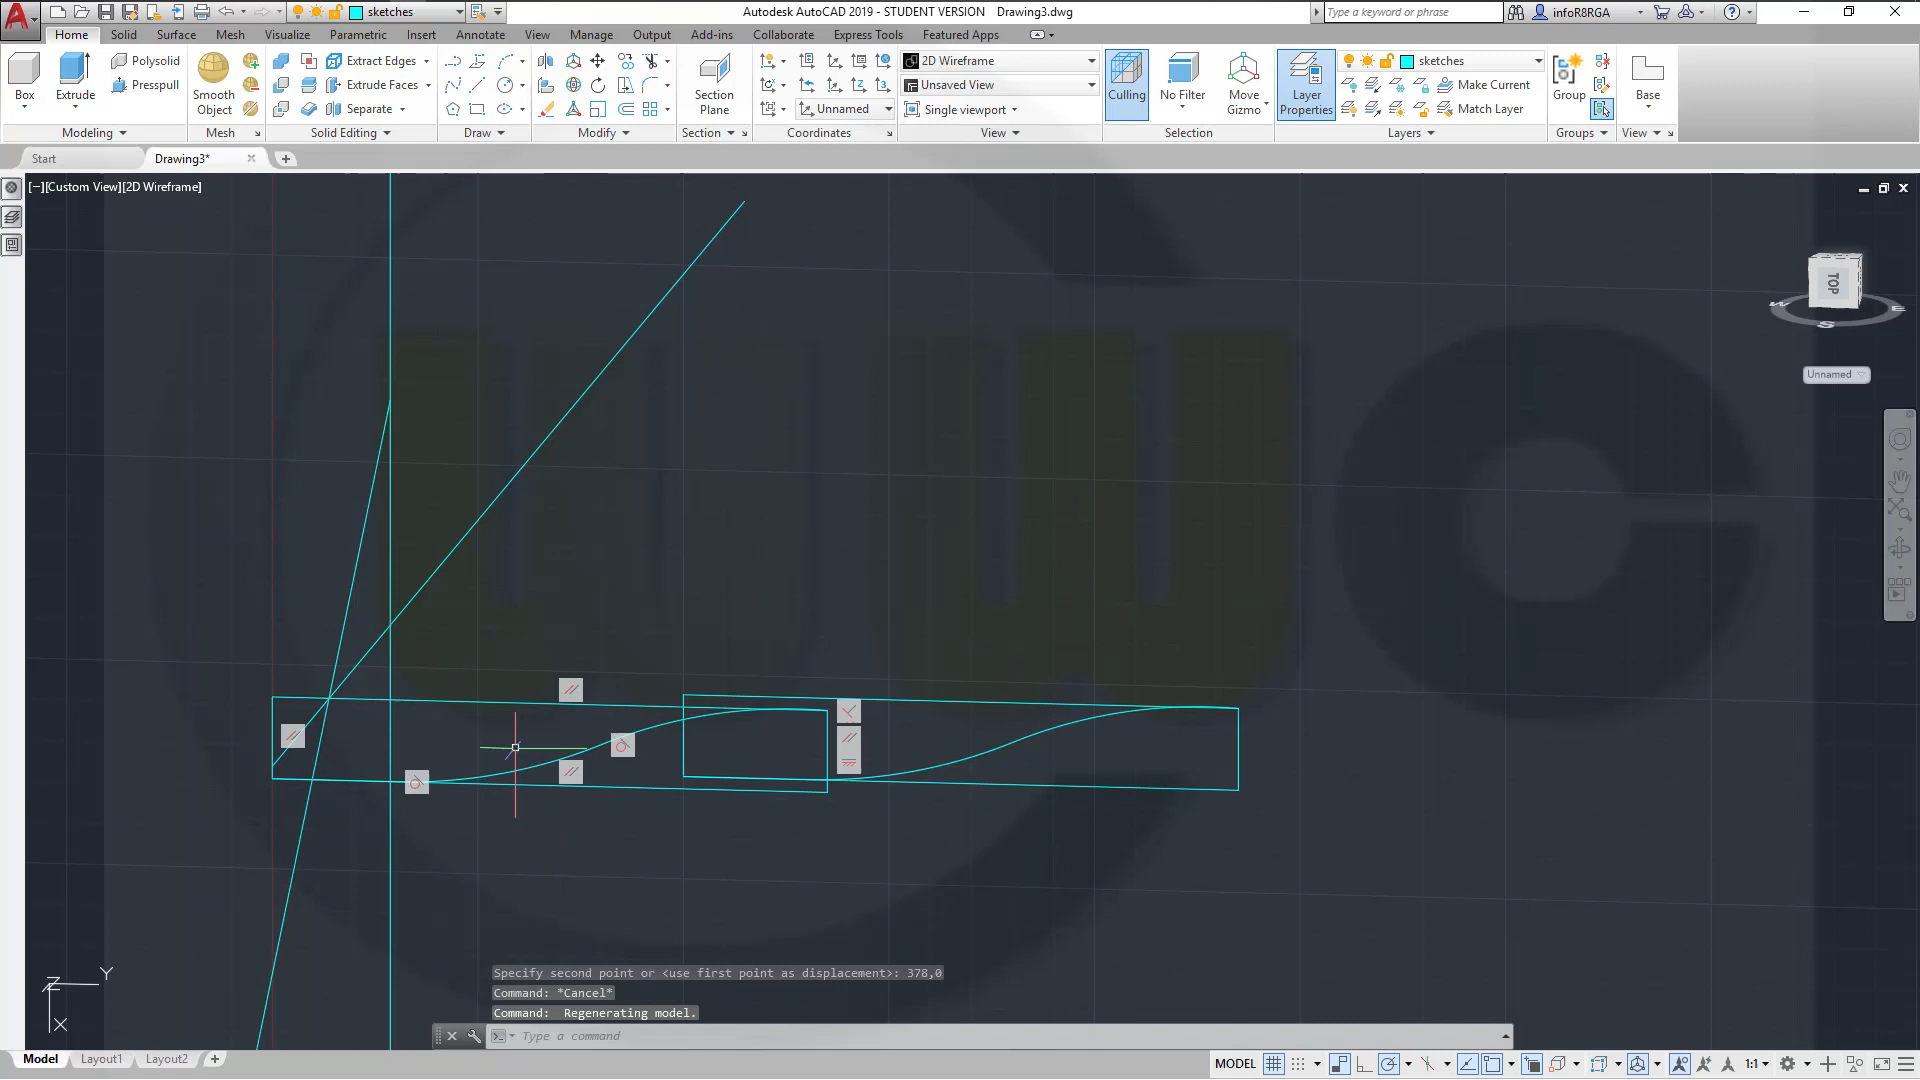 sketches
Autodesk AutoCAD 2019 - STUDENT VERSION Drawing3.dwg
Type a keyword or phrase
infoR8RGA
Home Solid Surface Mesh Visualize Parametric Insert Annotate View Manage Output Add-ins Collaborate Express Tools Featured Apps
Box
Extrude
Polysolid
Presspull
Smooth
Object
Extract Edges
Extrude Faces
Separate
Section
Plane
Unnamed
2D Wireframe
Unsaved View
Single viewport
Culling
No Filter
Move
Gizmo
Layer
Properties
sketches
Make Current
Match Layer
Group
Base
Modeling Mesh Solid Editing Draw Modify Section Coordinates View Selection Layers Groups View
Start Drawing3*
[−][Custom View][2D Wireframe]
TOP
W S E
Unnamed
Specify second point or <use first point as displacement>: 378,0
Command: *Cancel*
Command: Regenerating model.
Type a command
Z Y
X
Model Layout1 Layout2
MODEL 1:1